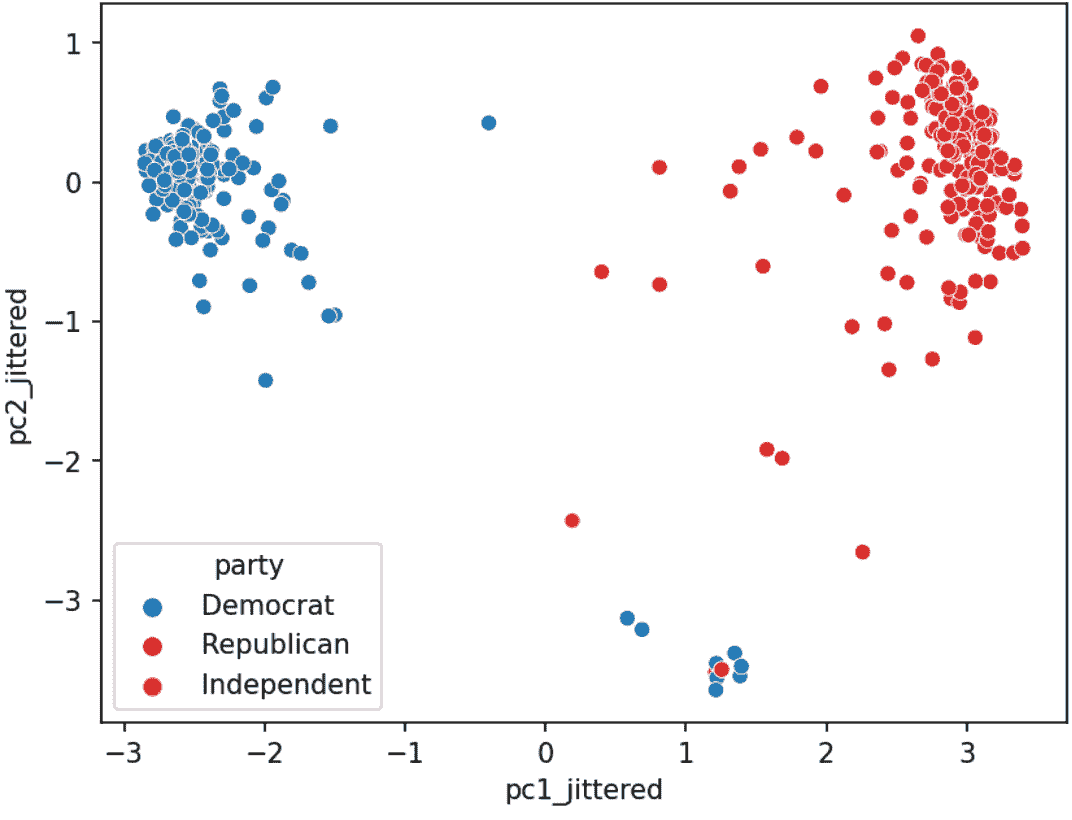 1
0
−1
−2
−3
pc2_jittered
party
Democrat
Republican
Independent
−3 −2 −1 0 1 2 3
pc1_jittered